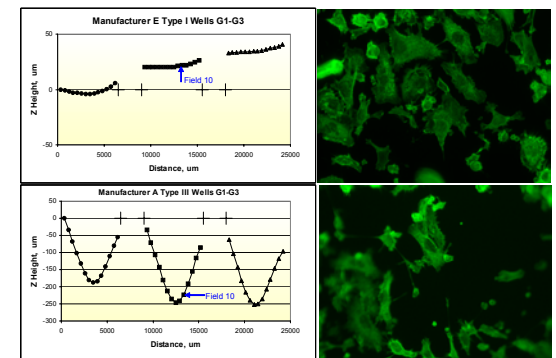 Manufacturer E Type I Wells G1-G3
50
0
-50
Z Height, um
Field 10
0
5000
10000
15000
20000
25000
Distance, um
Manufacturer A Type III Wells G1-G3
50
0
-50
-100
-150
-200
-250
-300
Z Height, um
Field 10
0
5000
10000
15000
20000
25000
Distance, um